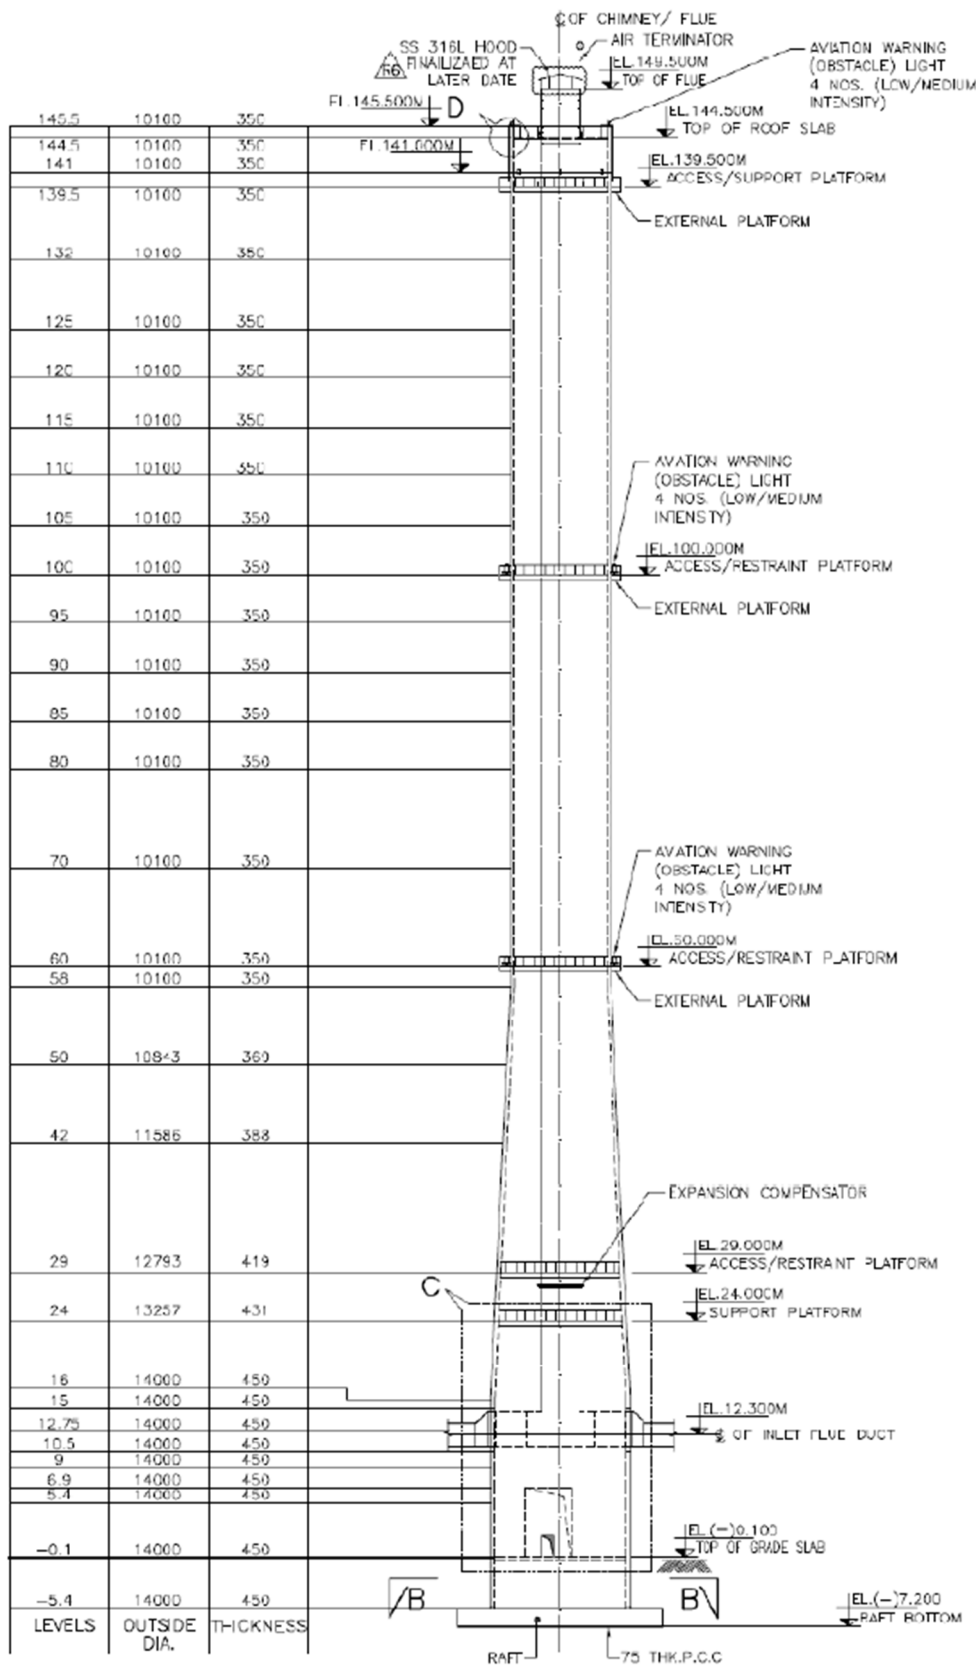 ℄ OF CHIMNEY/ FLUE
AIR TERMINATOR
SS 316L HOOD
FINAILIZAED AT
LATER DATE
R6
EL.149.500M
TOP OF FLUE
AVIATION WARNING
(OBSTACLE) LIGHT
4 NOS. (LOW/MEDIUM
INTENSITY)
EL.145.500M
D
EL.144.500M
TOP OF ROOF SLAB
EL.141.000M
EL.139.500M
ACCESS/SUPPORT PLATFORM
EXTERNAL PLATFORM
145.5 10100 350
144.5 10100 350
141 10100 350
139.5 10100 350
132 10100 350
125 10100 350
120 10100 350
115 10100 350
110 10100 350
105 10100 350
100 10100 350
95 10100 350
90 10100 350
85 10100 350
80 10100 350
70 10100 350
60 10100 350
58 10100 350
50 10843 369
42 11586 388
29 12793 419
24 13257 431
16 14000 450
15 14000 450
12.75 14000 450
10.5 14000 450
9 14000 450
6.9 14000 450
5.4 14000 450
-0.1 14000 450
-5.4 14000 450
LEVELS OUTSIDE DIA. THICKNESS
AVATION WARNING
(OBSTACLE) LIGHT
4 NOS. (LOW/MEDIUM
INTENSITY)
EL.100.000M
ACCESS/RESTRAINT PLATFORM
EXTERNAL PLATFORM
AVATION WARNING
(OBSTACLE) LIGHT
4 NOS. (LOW/MEDIUM
INTENSITY)
EL.60.000M
ACCESS/RESTRAINT PLATFORM
EXTERNAL PLATFORM
EXPANSION COMPENSATOR
EL.29.000M
ACCESS/RESTRANT PLATFORM
C
EL.24.000M
SUPPORT PLATFORM
EL.12.300M
℄ OF INLET FLUE DUCT
EL.(-)0.100
TOP OF GRADE SLAB
B
B
EL.(-)7.200
RAFT BOTTOM
RAFT
75 THK.P.C.C